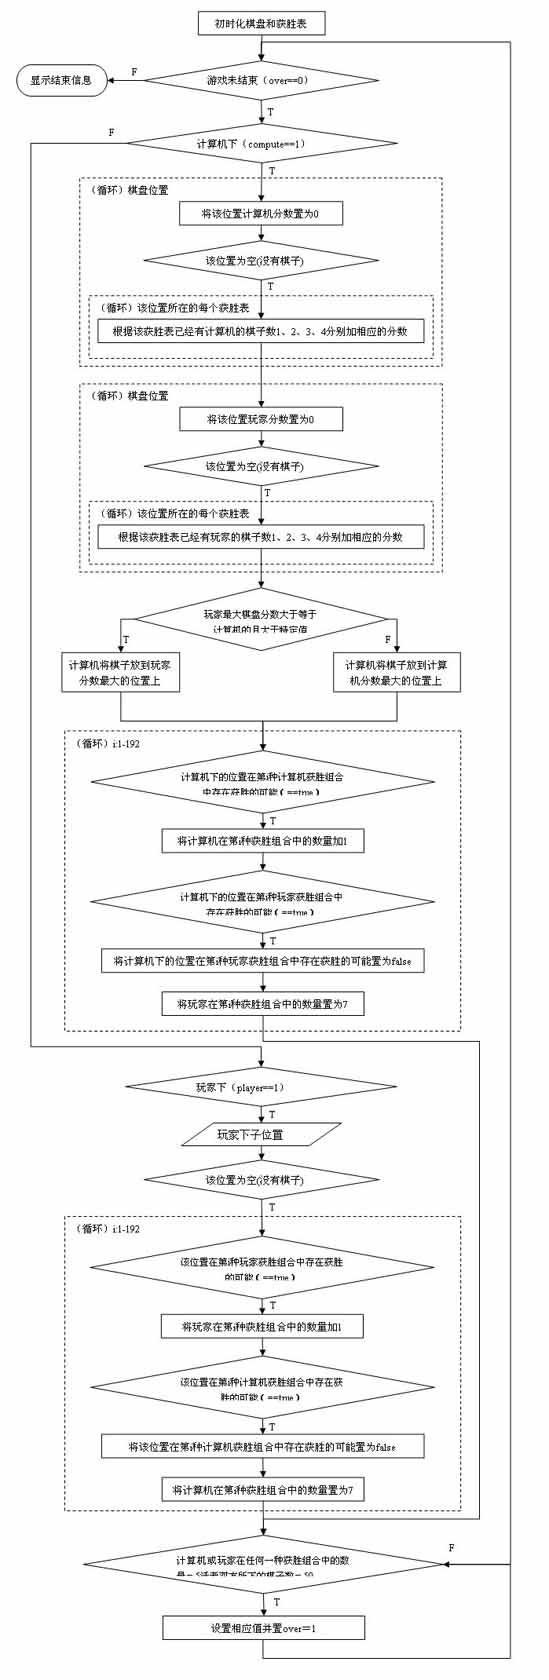 初时化棋盘和获胜表
游戏未结束（over==0）
F
显示结束信息
T
F
计算机下（compute==1）
T
（循环）棋盘位置
将该位置计算机分数置为0
该位置为空(没有棋子)
T
（循环）该位置所在的每个获胜表
根据该获胜表已经有计算机的棋子数1、2、3、4分别加相应的分数
（循环）棋盘位置
将该位置玩家分数置为0
该位置为空(没有棋子)
T
（循环）该位置所在的每个获胜表
根据该获胜表已经有玩家的棋子数1、2、3、4分别加相应的分数
玩家最大棋盘分数大于等于
计算机的且大于特定值
T
F
计算机将棋子放到玩家
分数最大的位置上
计算机将棋子放到计算
机分数最大的位置上
（循环）i:1-192
计算机下的位置在第i种计算机获胜组合
中存在获胜的可能（==true）
T
将计算机在第i种获胜组合中的数量加1
计算机下的位置在第i种玩家获胜组合中
存在获胜的可能（==true）
T
将计算机下的位置在第i种玩家获胜组合中存在获胜的可能置为false
将玩家在第i种获胜组合中的数量置为7
玩家下（player==1）
T
玩家下子位置
该位置为空(没有棋子)
T
（循环）i:1-192
该位置在第i种玩家获胜组合中存在获胜
的可能（==true）
T
将玩家在第i种获胜组合中的数量加1
该位置在第i种计算机获胜组合中存在获
胜的可能（==true）
T
将该位置在第i种计算机获胜组合中存在获胜的可能置为false
将计算机在第i种获胜组合中的数量置为7
计算机或玩家在任何一种获胜组合中的数
F
T
设置相应值并置over＝1